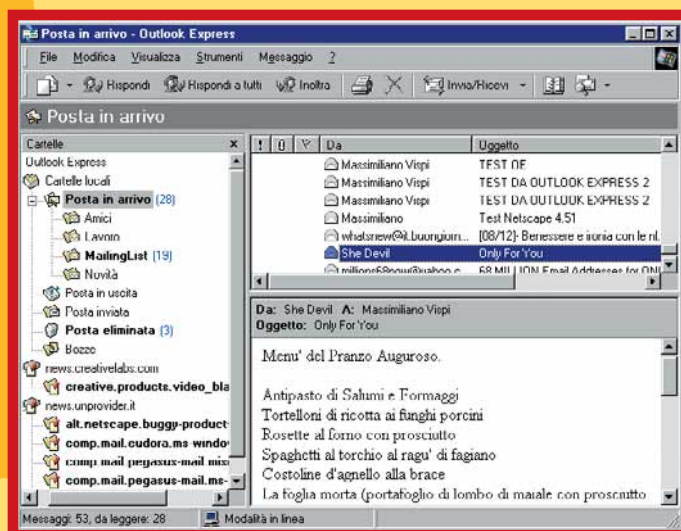 Posta in arrivo - Outlook Express
File Modifica Visualizza Strumenti Messaggio ?
Rispondi Rispondi a tutti Inoltra Invia/Ricevi
Posta in arrivo
Cartelle x
Outlook Express
Cartelle locali
Posta in arrivo (28)
Amici
Lavoro
MailingList (19)
Novità
Posta in uscita
Posta inviata
Posta eliminata (3)
Bozze
news.creativelabs.com
creative.products.video_bla
news.unprovider.it
alt.netscape.buggy-product
comp.mail.eudora.ms-windo
comp.mail.pegasus-mail.mis
comp.mail.pegasus-mail.ms-
! Da Oggetto
Massimiliano Vispi TEST OE
Massimiliano Vispi TEST DA OUTLOOK EXPRESS 2
Massimiliano Vispi TEST DA OUTLOOK EXPRESS 2
Massimiliano Test Netscape 4.51
whatsnew@it.buongiorn... [08/12]- Benessere e ironia con le nl.
She Devil Only For You
68 MILLION Email Addresses for ONL
Da: She Devil A: Massimiliano Vispi
Oggetto: Only For You
Menu' del Pranzo Auguroso.
Antipasto di Salumi e Formaggi
Tortelloni di ricotta ai funghi porcini
Rosette al forno con prosciutto
Spaghetti al torchio al ragu' di fagiano
Costoline d'agnello alla brace
La foglia morta (portafoglio di lombo di maiale con prosciutto
Messaggi: 53, da leggere: 28 Modalità in linea